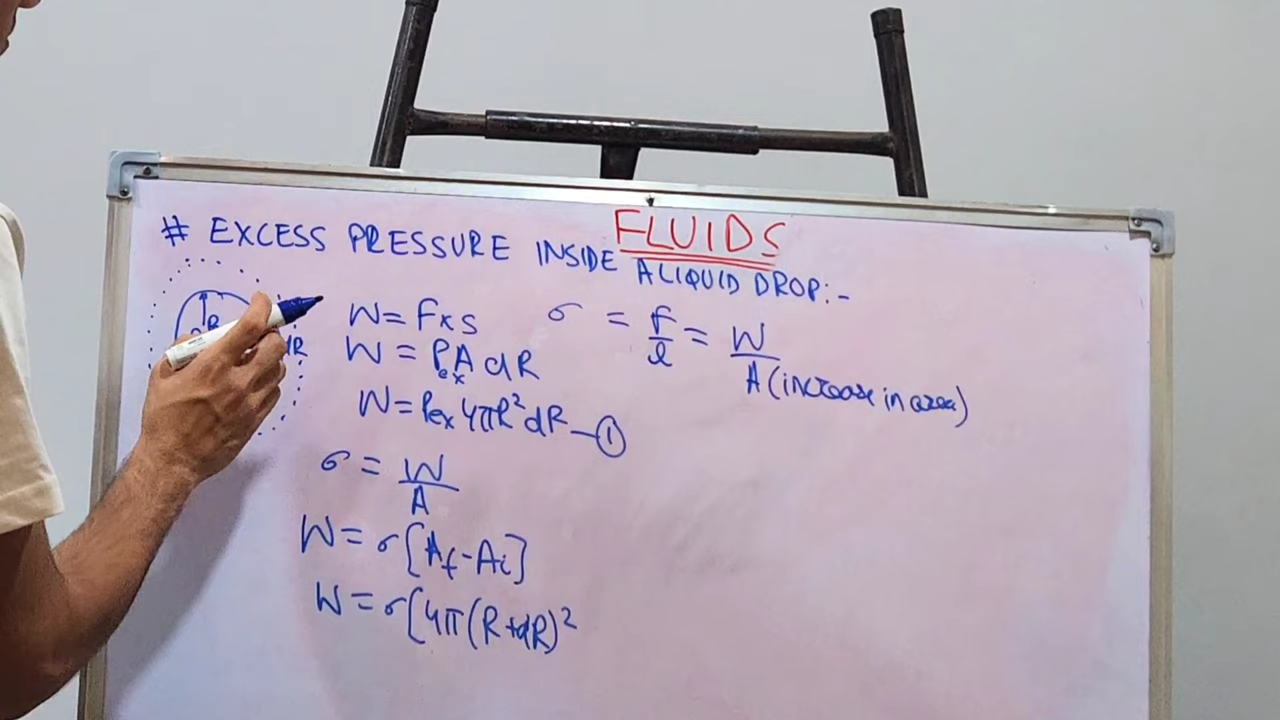 FLUIDS
# EXCESS PRESSURE INSIDE A LIQUID DROP:-
R
dR
W = F x s
σ = F/l = W/A (increase in area)
W = Pex A dR
W = Pex 4πR² dR — ①
σ = W/A
W = σ[Af - Ai]
W = σ[4π(R+dR)²